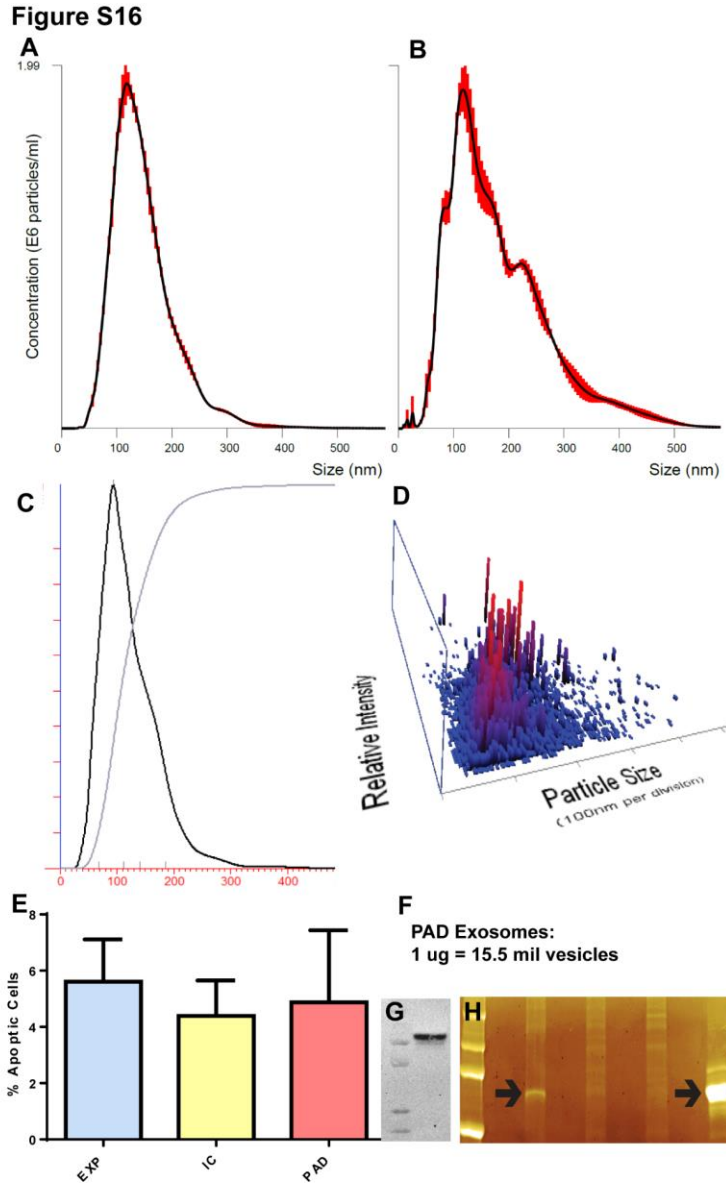 Figure S16
A
B
1.99
Concentration (E6 particles/ml)
0
100
200
300
400
500
Size (nm)
0
100
200
300
400
500
Size (nm)
C
0
100
200
300
400
D
Relative Intensity
Particle Size
(100nm per division)
E
% Apoptic Cells
8
6
4
2
0
EXP
IC
PAD
F
PAD Exosomes:
1 ug = 15.5 mil vesicles
G
H